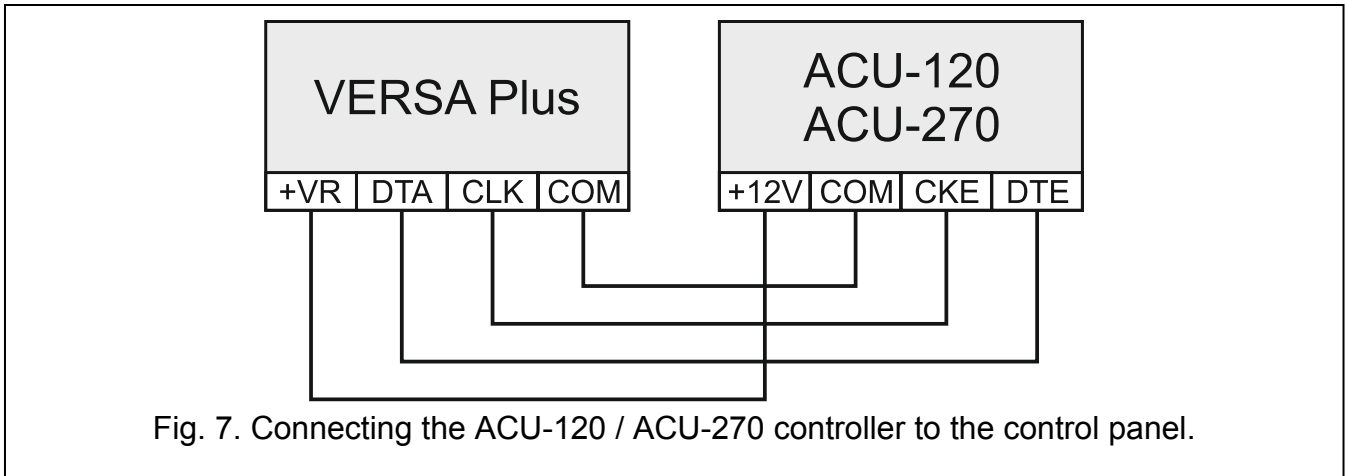 VERSA Plus
+VR DTA CLK COM
ACU-120
ACU-270
+12V COM CKE DTE
Fig. 7. Connecting the ACU-120 / ACU-270 controller to the control panel.